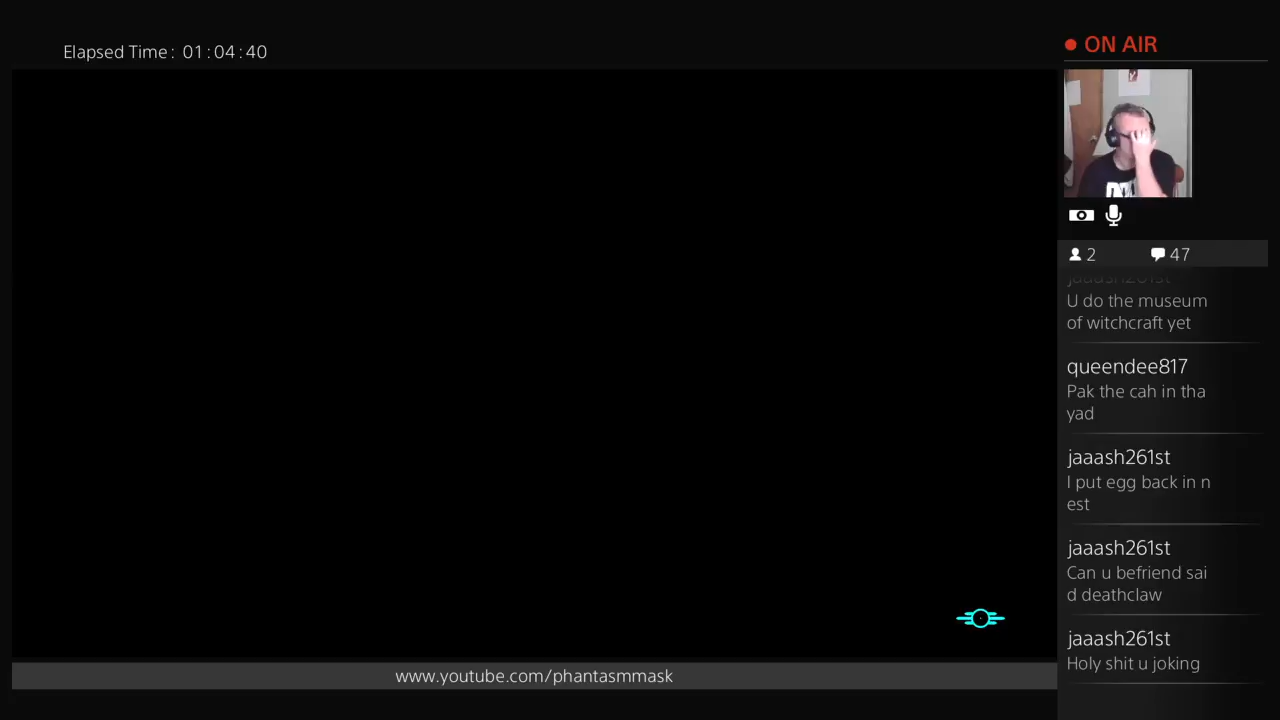 Elapsed Time: 01:04:40
ON AIR
2 47
jaaash261st
U do the museum
of witchcraft yet
queendee817
Pak the cah in tha
yad
jaaash261st
I put egg back in n
est
jaaash261st
Can u befriend sai
d deathclaw
jaaash261st
Holy shit u joking
www.youtube.com/phantasmmask